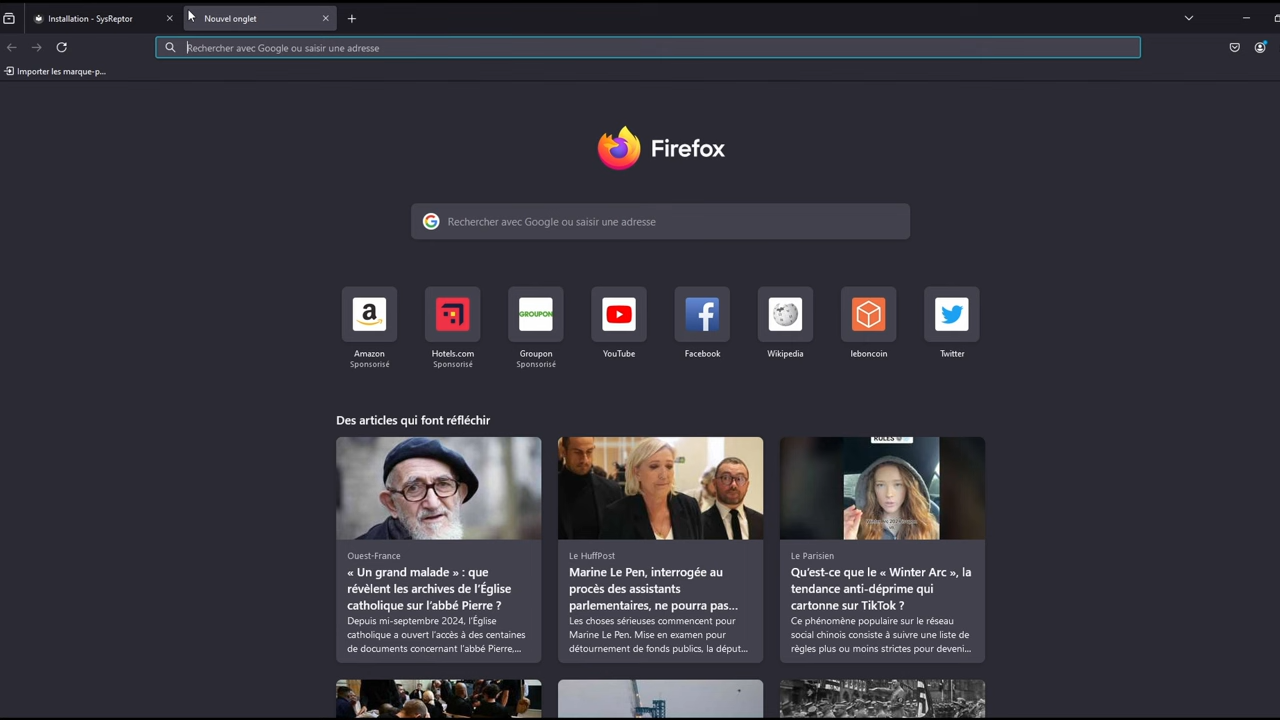 Installation - SysReptor
Nouvel onglet
Rechercher avec Google ou saisir une adresse
Importer les marque-p...
Firefox
Rechercher avec Google ou saisir une adresse
a
GROUPON
Amazon
Sponsorisé
Hotels.com
Sponsorisé
Groupon
Sponsorisé
YouTube
Facebook
Wikipedia
leboncoin
Twitter
Des articles qui font réfléchir
RULES
Ouest-France
« Un grand malade » : que
révèlent les archives de l'Église
catholique sur l'abbé Pierre ?
Depuis mi-septembre 2024, l'Église
catholique a ouvert l'accès à des centaines
de documents concernant l'abbé Pierre,...
Le HuffPost
Marine Le Pen, interrogée au
procès des assistants
parlementaires, ne pourra pas...
Les choses sérieuses commencent pour
Marine Le Pen. Mise en examen pour
détournement de fonds publics, la déput...
Le Parisien
Qu'est-ce que le « Winter Arc », la
tendance anti-déprime qui
cartonne sur TikTok ?
Ce phénomène populaire sur le réseau
social chinois consiste à suivre une liste de
règles plus ou moins strictes pour deveni...